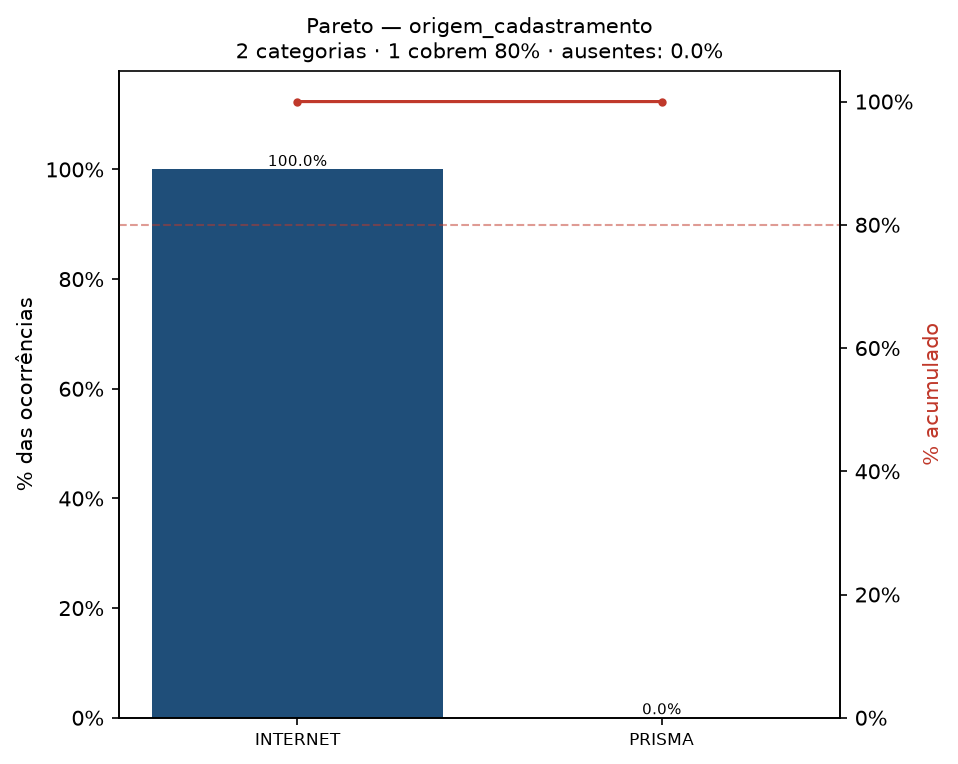 Pareto — origem_cadastramento
2 categorias · 1 cobrem 80% · ausentes: 0.0%
% das ocorrências
100%
80%
60%
40%
20%
0%
100.0%
0.0%
INTERNET
PRISMA
100%
80%
60%
40%
20%
0%
% acumulado